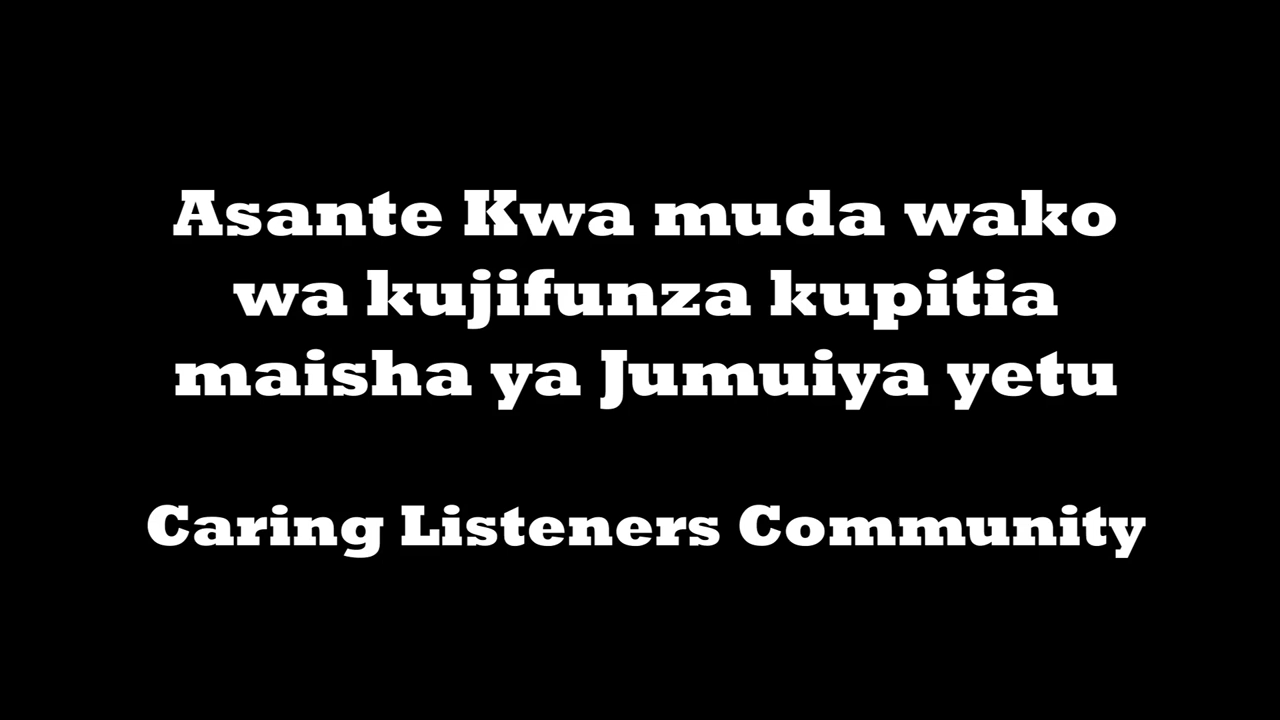 Asante Kwa muda wako
wa kujifunza kupitia
maisha ya Jumuiya yetu
Caring Listeners Community